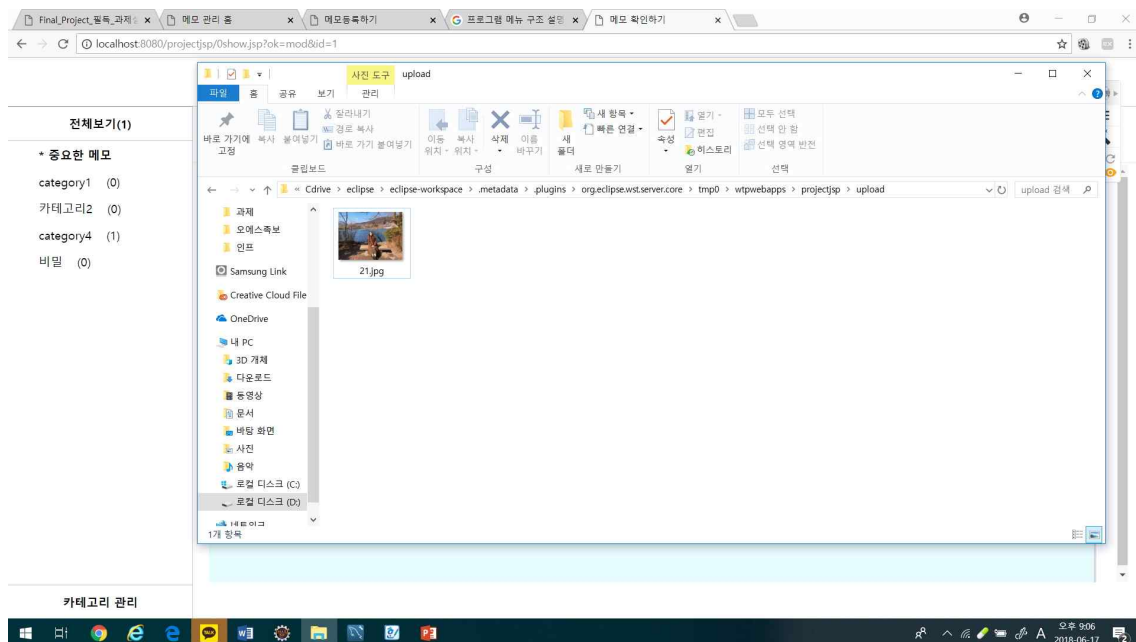 Final_Project_필독_과제
메모 관리 홈
메모등록하기
프로그램 메뉴 구조 설명
메모 확인하기
localhost:8080/projectjsp/0show.jsp?ok=mod&id=1
전체보기(1)
* 중요한 메모
category1 (0)
카테고리2 (0)
category4 (1)
비밀 (0)
카테고리 관리
사진 도구
upload
파일 홈 공유 보기 관리
바로 가기에 고정
복사
붙여넣기
잘라내기
경로 복사
바로 가기 붙여넣기
클립보드
이동 위치
복사 위치
삭제
이름 바꾸기
구성
새 폴더
새 항목
빠른 연결
새로 만들기
속성
열기
편집
히스토리
열기
모두 선택
선택 안 함
선택 영역 반전
선택
« Cdrive > eclipse > eclipse-workspace > .metadata > .plugins > org.eclipse.wst.server.core > tmp0 > wtpwebapps > projectjsp > upload
upload 검색
과제
오에스족보
인프
Samsung Link
Creative Cloud File
OneDrive
내 PC
3D 개체
다운로드
동영상
문서
바탕 화면
사진
음악
로컬 디스크 (C:)
로컬 디스크 (D:)
네트워크
21.jpg
1개 항목
TALK
A
오후 9:06
2018-06-17